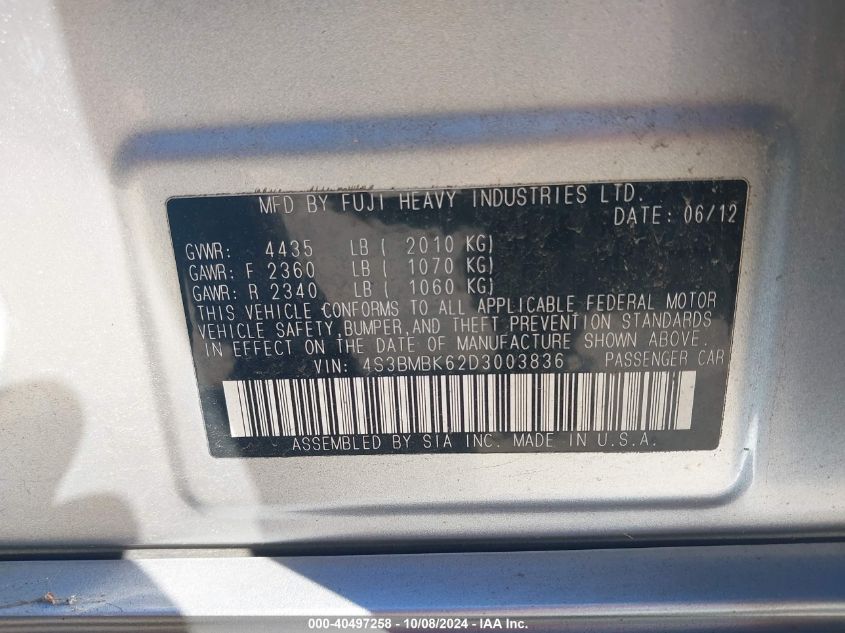 MFD BY FUJI HEAVY INDUSTRIES LTD.
DATE: 06/12
GVWR: 4435 LB ( 2010 KG)
GAWR: F 2360 LB ( 1070 KG)
GAWR: R 2340 LB ( 1060 KG)
THIS VEHICLE CONFORMS TO ALL APPLICABLE FEDERAL MOTOR
VEHICLE SAFETY, BUMPER, AND THEFT PREVENTION STANDARDS
IN EFFECT ON THE DATE OF MANUFACTURE SHOWN ABOVE.
VIN: 4S3BMBK62D3003836 PASSENGER CAR
ASSEMBLED BY SIA INC. MADE IN U.S.A.
000-40497258 - 10/08/2024 - IAAI.com